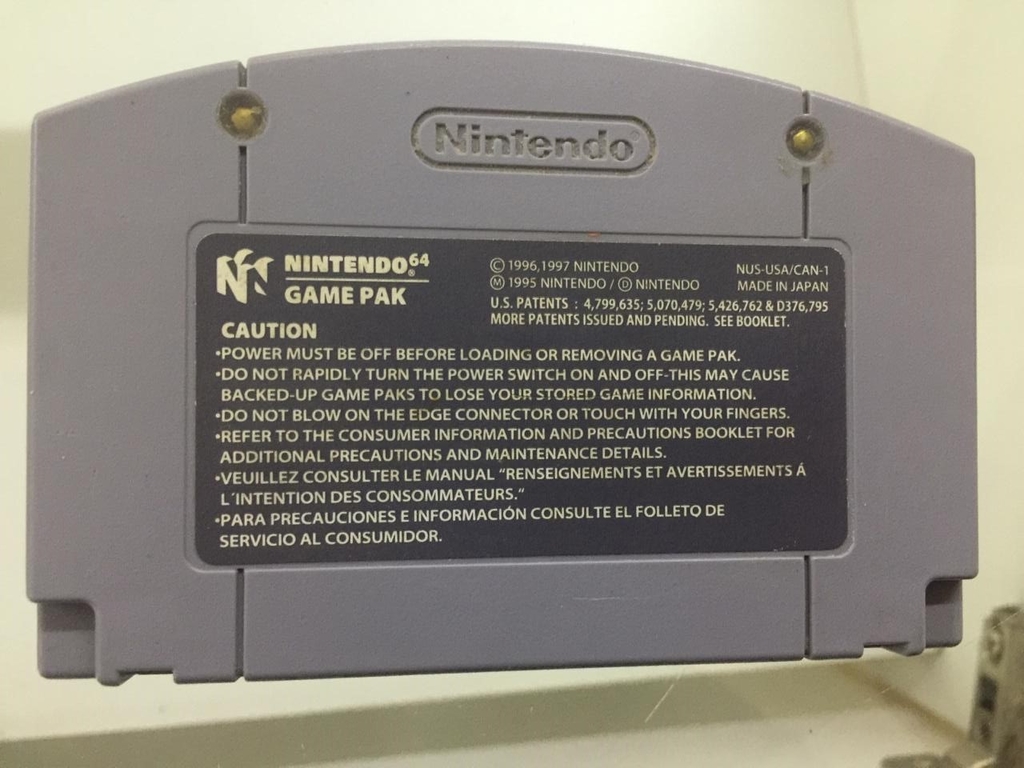 Nintendo®
NINTENDO64®
GAME PAK
© 1996,1997 NINTENDO
Ⓜ 1995 NINTENDO / Ⓓ NINTENDO
NUS-USA/CAN-1
MADE IN JAPAN
U.S. PATENTS : 4,799,635; 5,070,479; 5,426,762 & D376,795
MORE PATENTS ISSUED AND PENDING. SEE BOOKLET.
CAUTION
•POWER MUST BE OFF BEFORE LOADING OR REMOVING A GAME PAK.
•DO NOT RAPIDLY TURN THE POWER SWITCH ON AND OFF-THIS MAY CAUSE
BACKED-UP GAME PAKS TO LOSE YOUR STORED GAME INFORMATION.
•DO NOT BLOW ON THE EDGE CONNECTOR OR TOUCH WITH YOUR FINGERS.
•REFER TO THE CONSUMER INFORMATION AND PRECAUTIONS BOOKLET FOR
ADDITIONAL PRECAUTIONS AND MAINTENANCE DETAILS.
•VEUILLEZ CONSULTER LE MANUAL "RENSEIGNEMENTS ET AVERTISSEMENTS Á
L´INTENTION DES CONSOMMATEURS."
•PARA PRECAUCIONES E INFORMACIÓN CONSULTE EL FOLLETO DE
SERVICIO AL CONSUMIDOR.